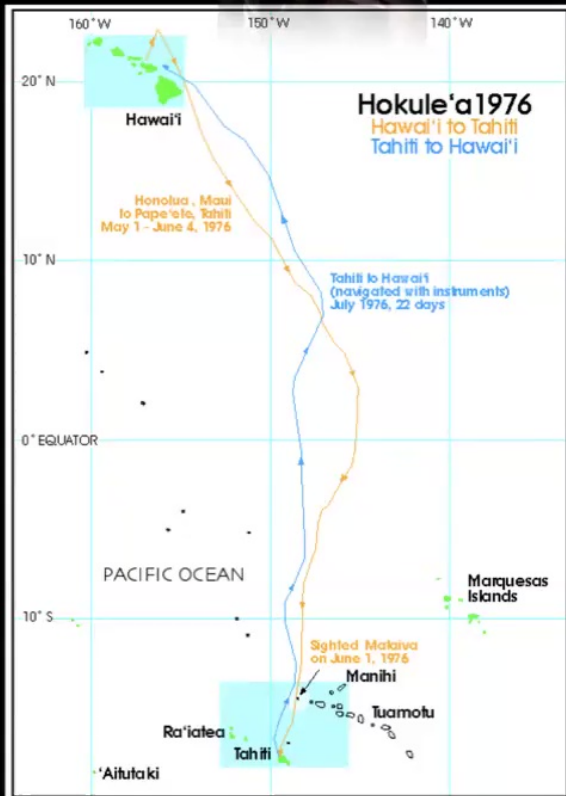 160°W 150°W 140°W
20°N
Hawai‘i
Hokule‘a1976
Hawai‘i to Tahiti
Tahiti to Hawai‘i
Honolua, Maui
to Pape‘ete, Tahiti
May 1 - June 4, 1976
10°N
Tahiti to Hawai‘i
(navigated with instruments)
July 1976, 22 days
0°EQUATOR
PACIFIC OCEAN
Marquesas
Islands
10°S
Sighted Mataiva
on June 1, 1976
Manihi
Tuamotu
Ra‘iatea
Tahiti
‘Aitutaki